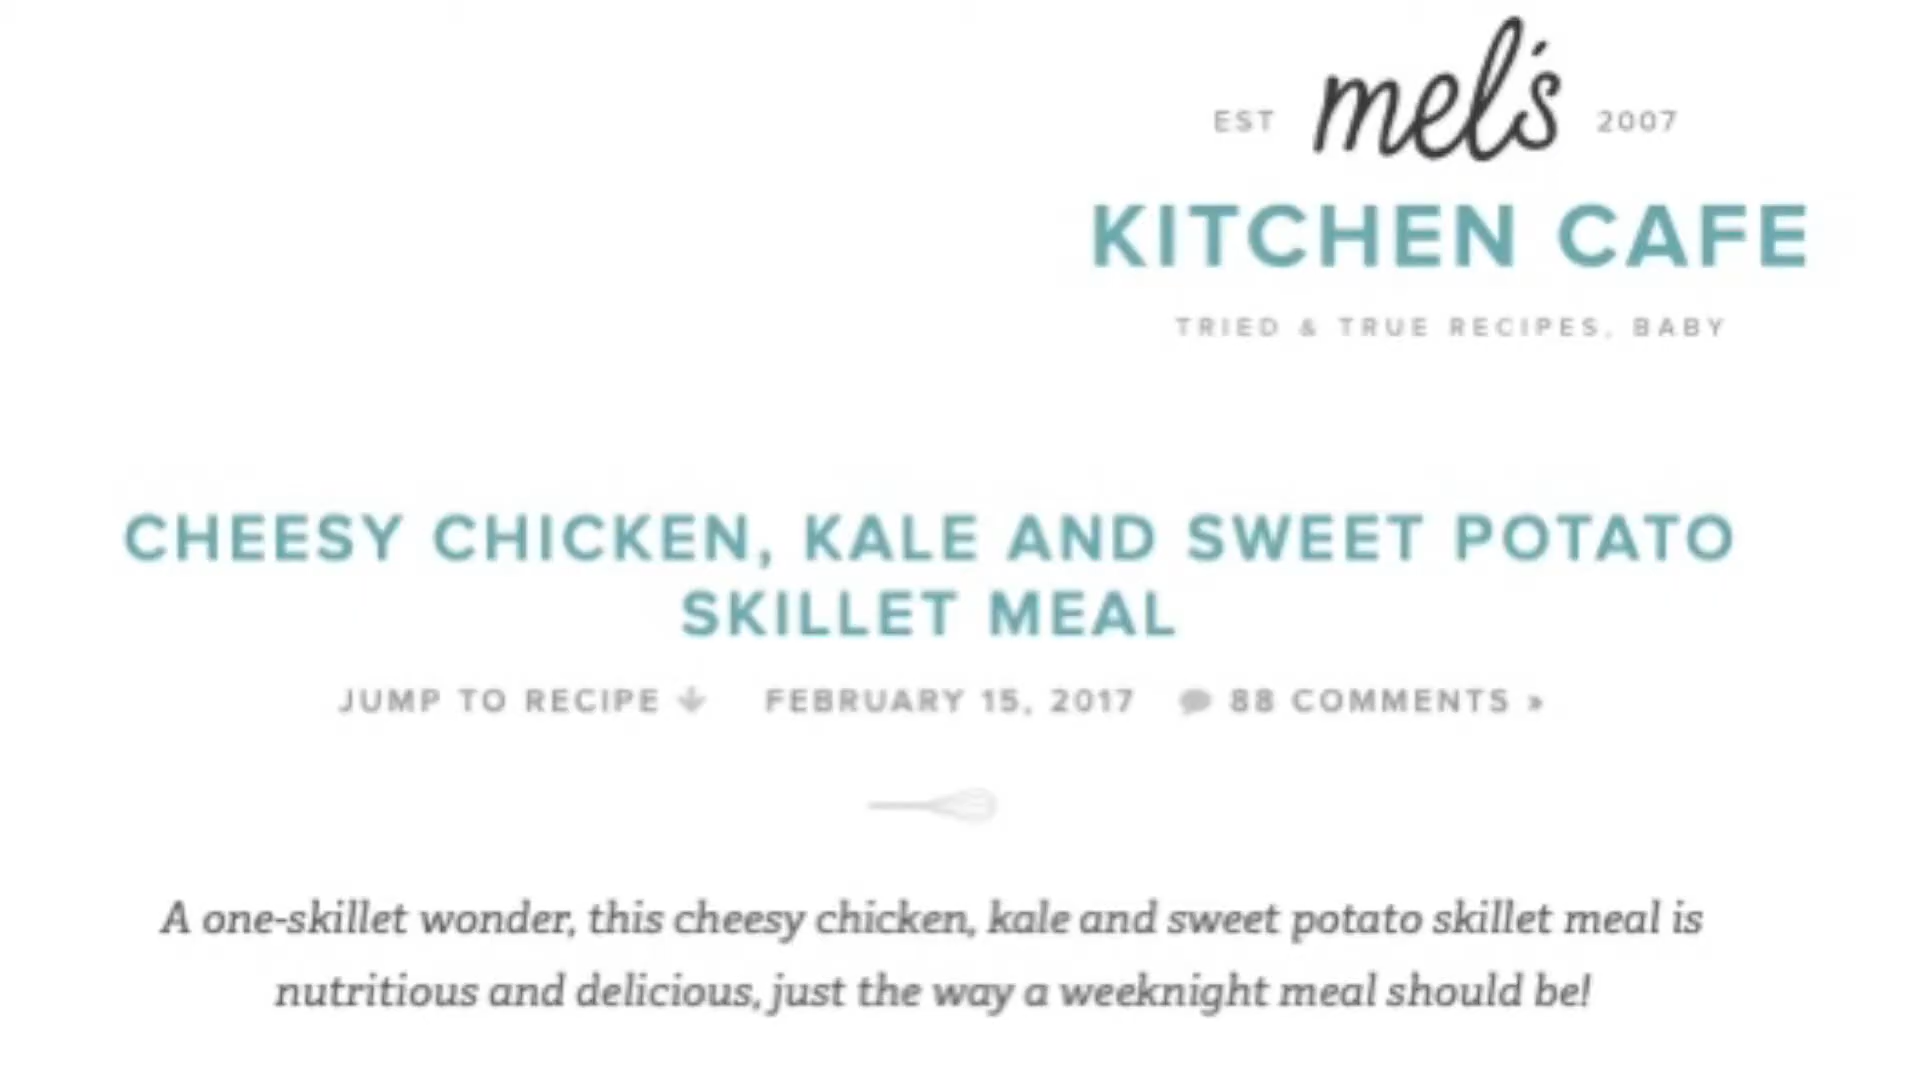 EST mel's 2007
KITCHEN CAFE
TRIED & TRUE RECIPES, BABY
CHEESY CHICKEN, KALE AND SWEET POTATO
SKILLET MEAL
JUMP TO RECIPE FEBRUARY 15, 2017 88 COMMENTS »
A one-skillet wonder, this cheesy chicken, kale and sweet potato skillet meal is
nutritious and delicious, just the way a weeknight meal should be!